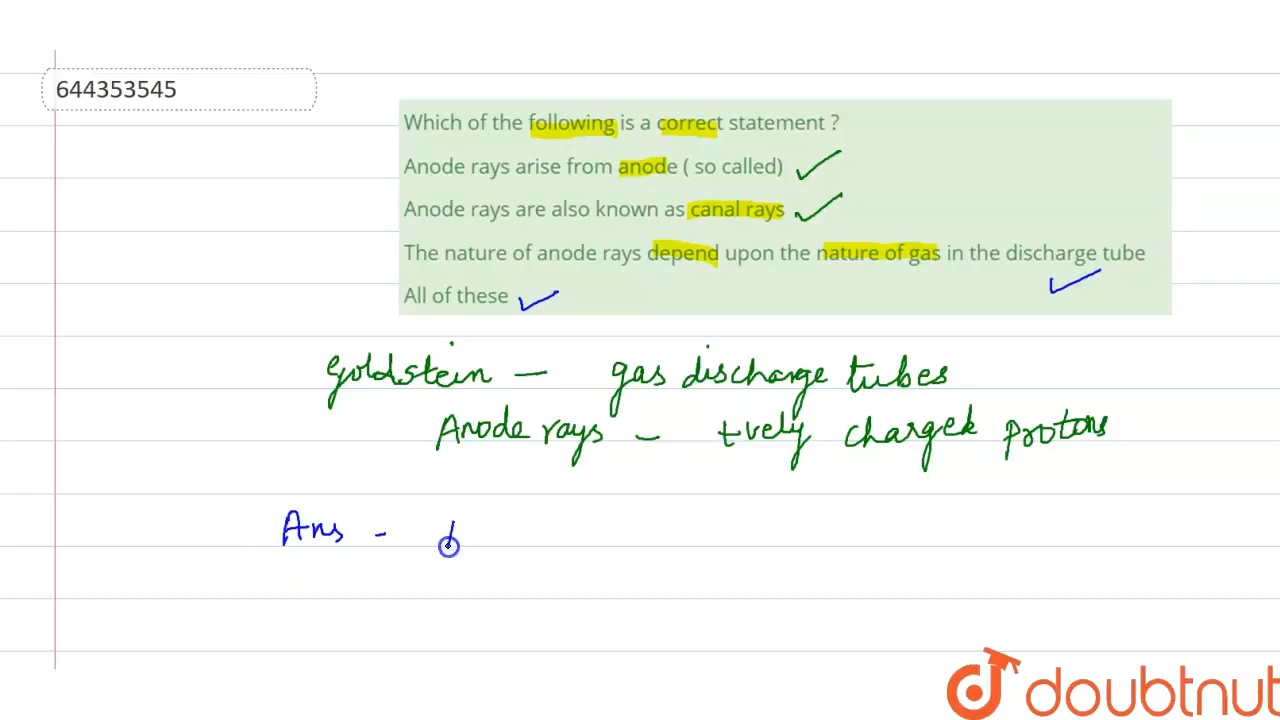 644353545
Which of the following is a correct statement ?
Anode rays arise from anode ( so called)
Anode rays are also known as canal rays
The nature of anode rays depend upon the nature of gas in the discharge tube
All of these
Goldstein - gas discharge tubes
Anode rays - +vely charged protons
Ans -
doubtnut